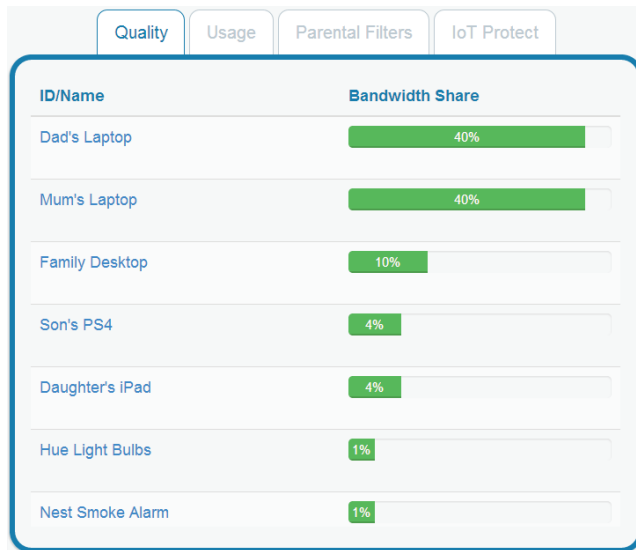 Quality Usage Parental Filters IoT Protect
ID/Name Bandwidth Share
Dad's Laptop 40%
Mum's Laptop 40%
Family Desktop 10%
Son's PS4 4%
Daughter's iPad 4%
Hue Light Bulbs 1%
Nest Smoke Alarm 1%